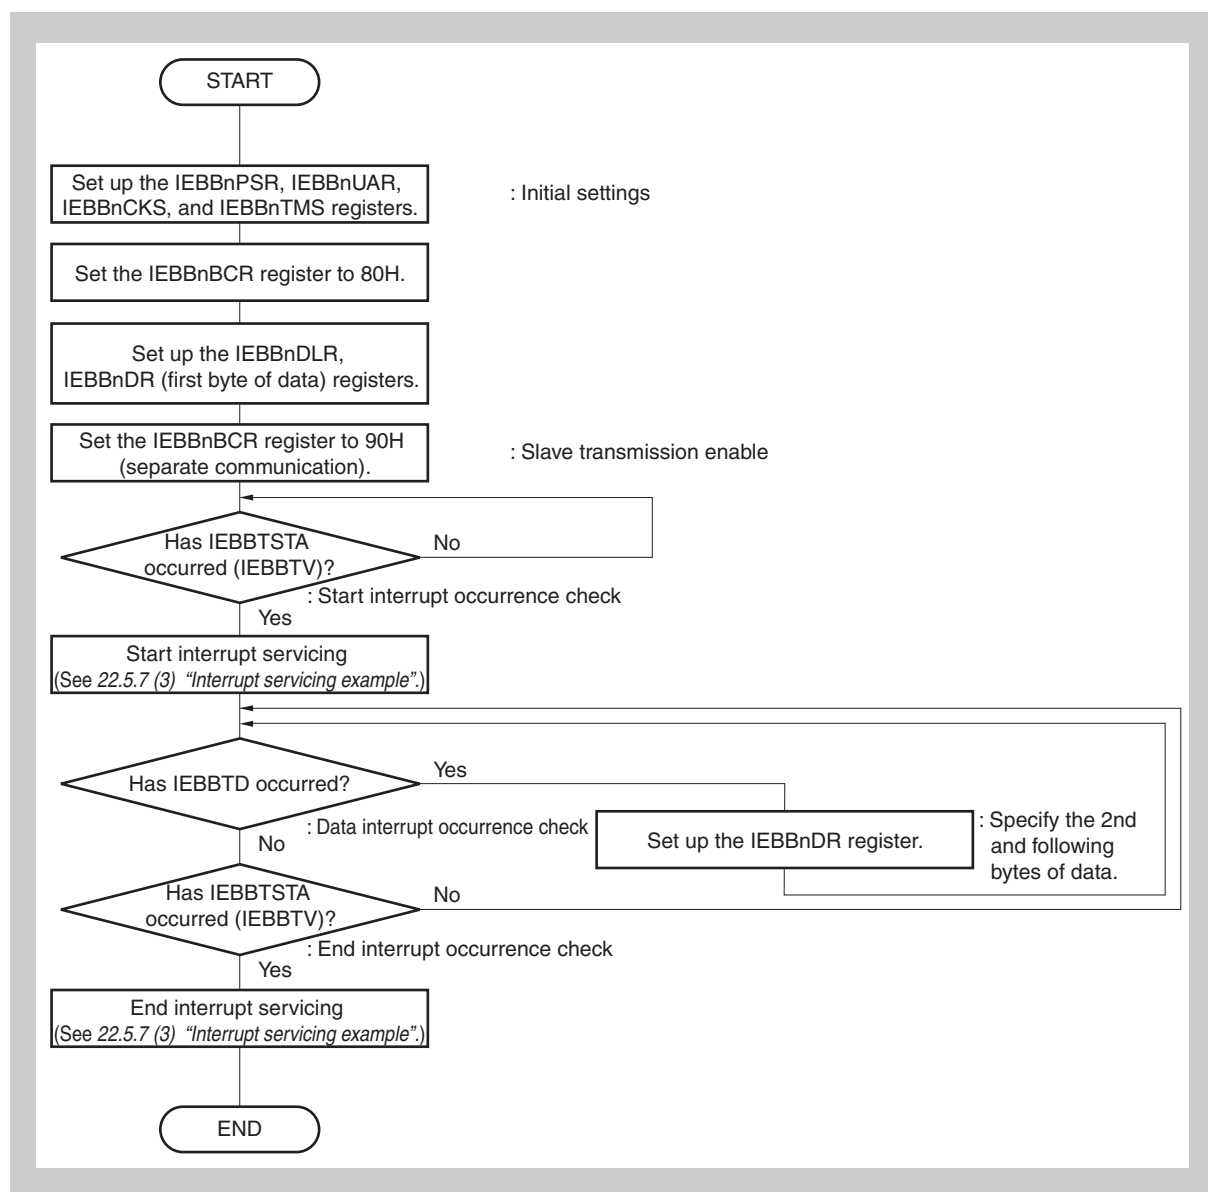 START
Set up the IEBBnPSR, IEBBnUAR,
IEBBnCKS, and IEBBnTMS registers.
: Initial settings
Set the IEBBnBCR register to 80H.
Set up the IEBBnDLR,
IEBBnDR (first byte of data) registers.
Set the IEBBnBCR register to 90H
(separate communication).
: Slave transmission enable
Has IEBBTSTA
occurred (IEBBTV)?
No
: Start interrupt occurrence check
Yes
Start interrupt servicing
(See 22.5.7 (3) “Interrupt servicing example”.)
Has IEBBTD occurred?
Yes
: Data interrupt occurrence check
No
Set up the IEBBnDR register.
: Specify the 2nd
and following
bytes of data.
Has IEBBTSTA
occurred (IEBBTV)?
No
: End interrupt occurrence check
Yes
End interrupt servicing
(See 22.5.7 (3) “Interrupt servicing example”.)
END